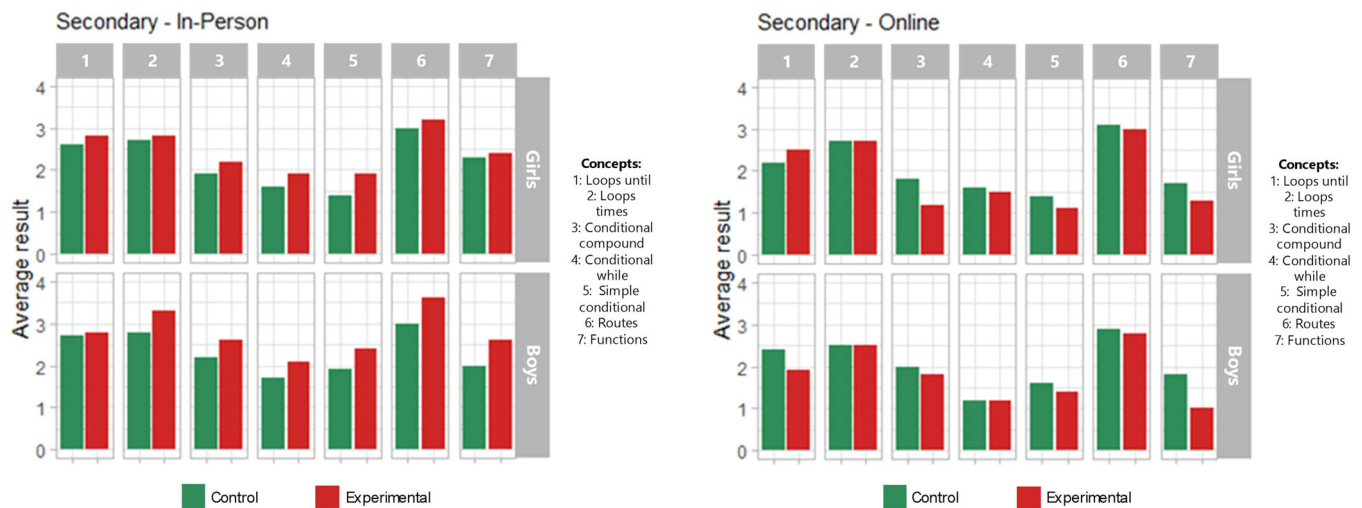 Secondary - In-Person
1 2 3 4 5 6 7
4
3
2
1
0
Girls
4
3
2
1
0
Boys
Average result
Concepts:
1: Loops until
2: Loops
times
3: Conditional
compound
4: Conditional
while
5: Simple
conditional
6: Routes
7: Functions
Control Experimental
Secondary - Online
1 2 3 4 5 6 7
4
3
2
1
0
Girls
4
3
2
1
0
Boys
Average result
Concepts:
1: Loops until
2: Loops
times
3: Conditional
compound
4: Conditional
while
5: Simple
conditional
6: Routes
7: Functions
Control Experimental